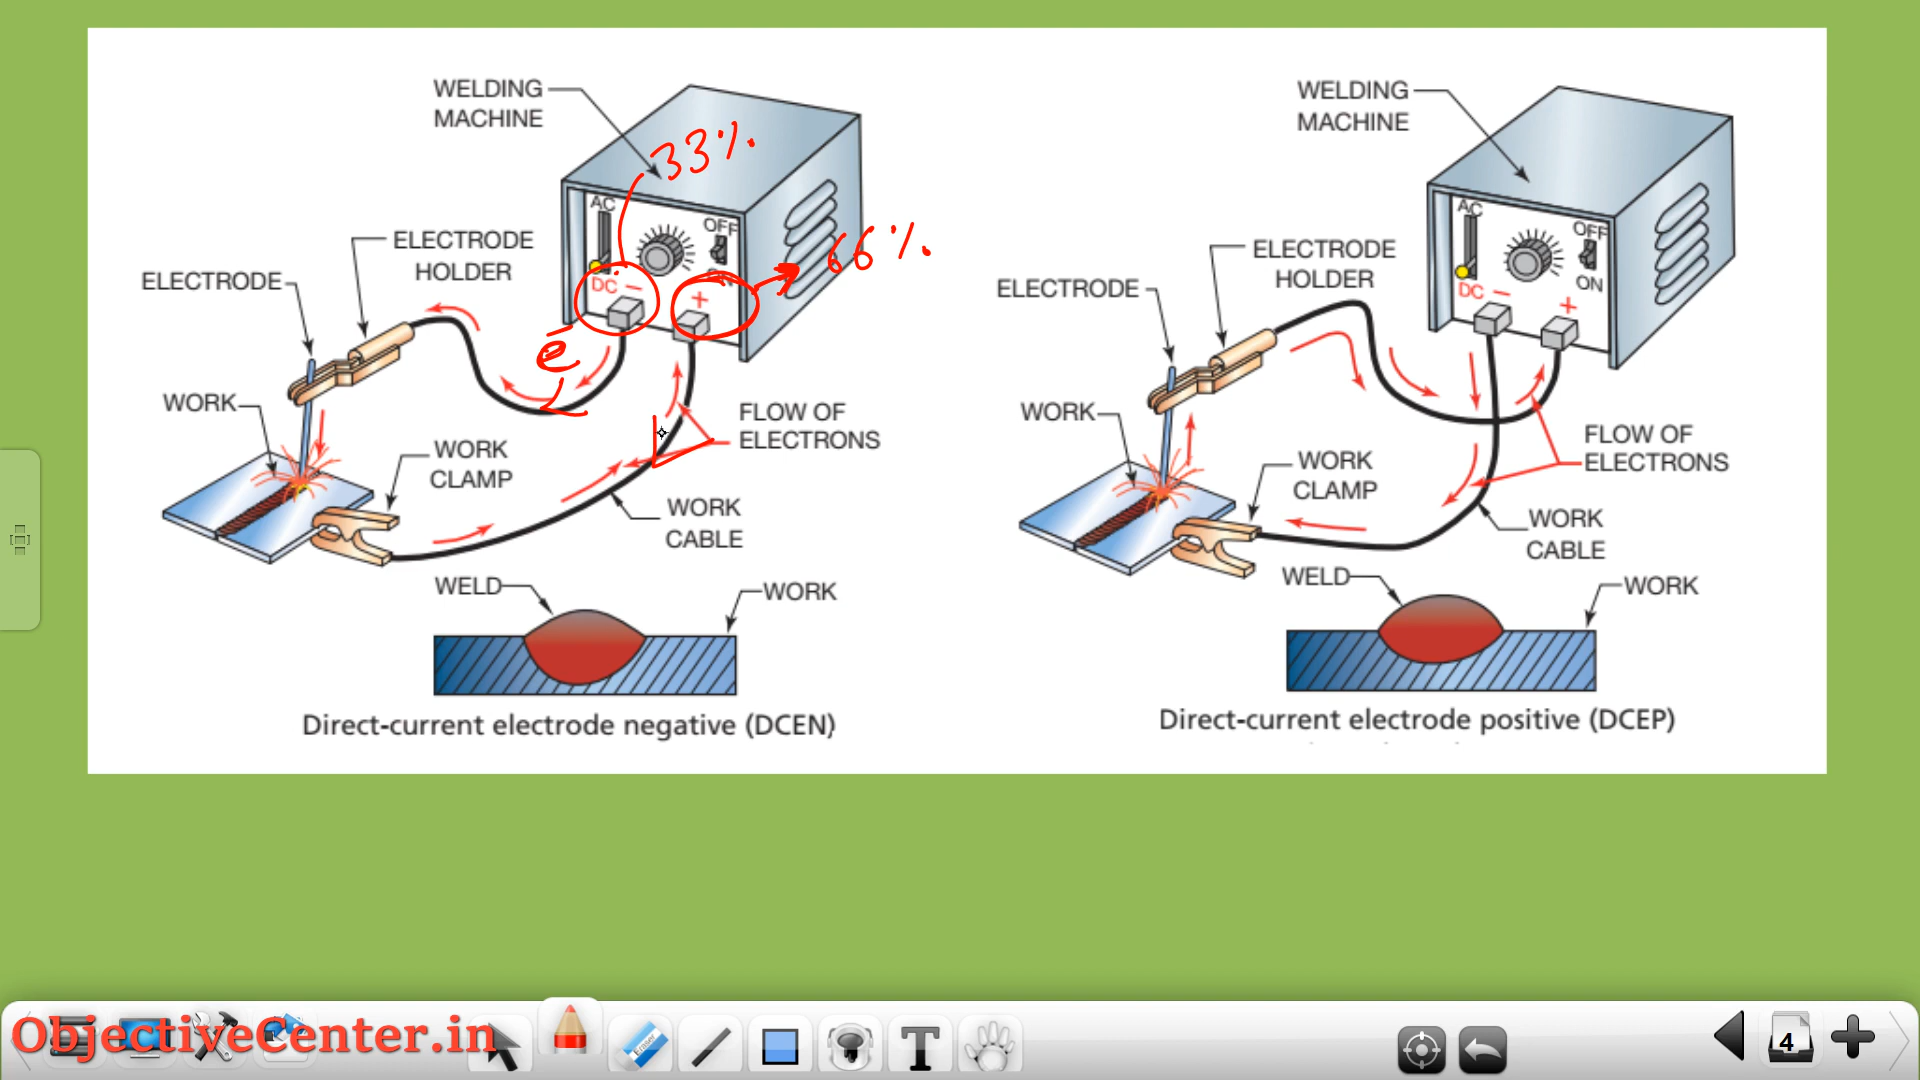 WELDING
MACHINE
33%
AC
OFF
ON
DC −
+
66%
ELECTRODE
HOLDER
ELECTRODE
e
WORK
FLOW OF
ELECTRONS
WORK
CLAMP
WORK
CABLE
WELD
WORK
Direct-current electrode negative (DCEN)
WELDING
MACHINE
AC
OFF
ON
DC −
+
ELECTRODE
HOLDER
ELECTRODE
WORK
FLOW OF
ELECTRONS
WORK
CLAMP
WORK
CABLE
WELD
WORK
Direct-current electrode positive (DCEP)
ObjectiveCenter.in
Eraser
T
4